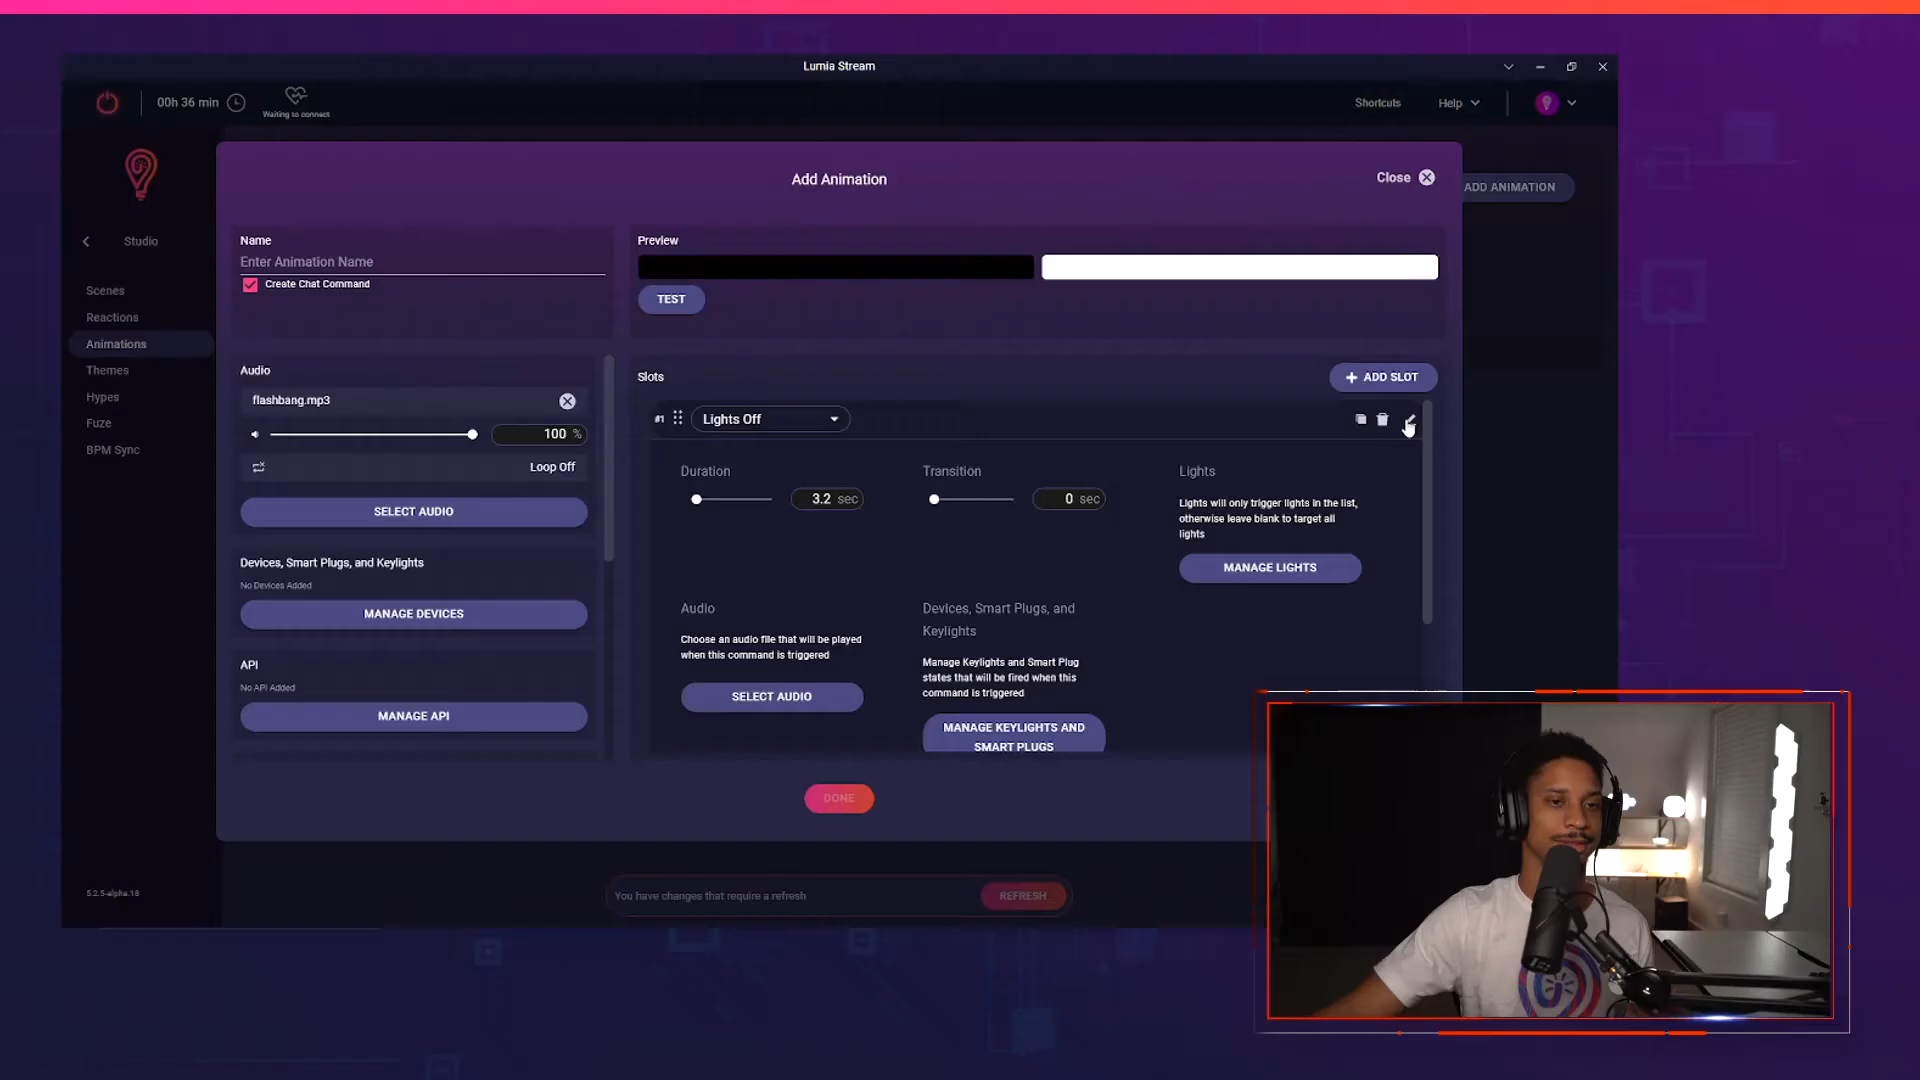 Lumia Stream
00h 36 min
Waiting to connect
Shortcuts
Help
Add Animation
Close
ADD ANIMATION
Studio
Scenes
Reactions
Animations
Themes
Hypes
Fuze
BPM Sync
5.2.5-alpha.18
Name
Enter Animation Name
Create Chat Command
Preview
TEST
Audio
flashbang.mp3
100 %
Loop Off
SELECT AUDIO
Devices, Smart Plugs, and Keylights
No Devices Added
MANAGE DEVICES
API
No API Added
MANAGE API
Slots
+ ADD SLOT
#1
Lights Off
Duration
3.2 sec
Transition
0 sec
Lights
Lights will only trigger lights in the list,
otherwise leave blank to target all
lights
MANAGE LIGHTS
Audio
Choose an audio file that will be played
when this command is triggered
SELECT AUDIO
Devices, Smart Plugs, and
Keylights
Manage Keylights and Smart Plug
states that will be fired when this
command is triggered
MANAGE KEYLIGHTS AND
SMART PLUGS
DONE
You have changes that require a refresh
REFRESH